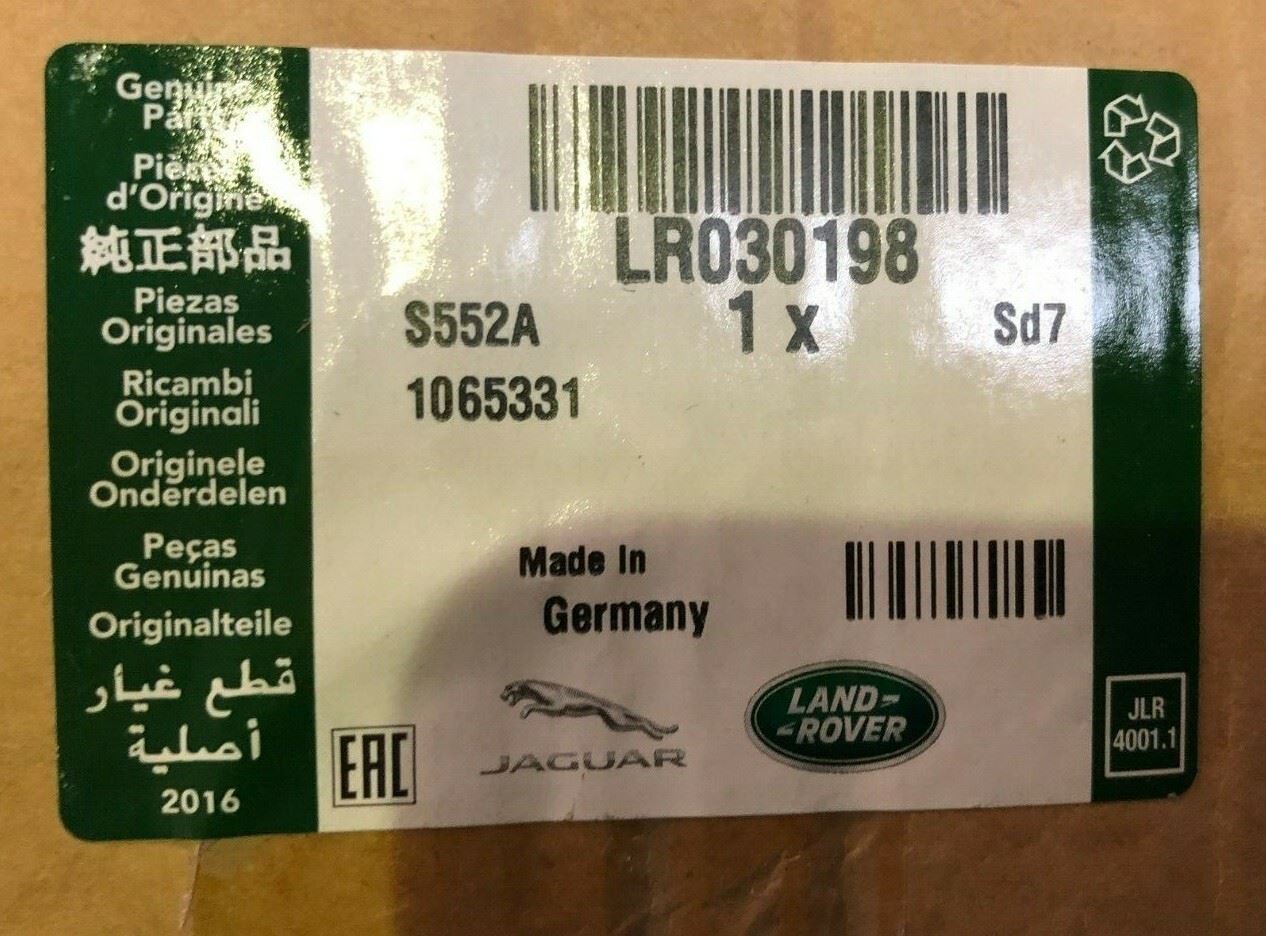 Genuine
Parts
Pièces
d'Origine
純正部品
Piezas
Originales
Ricambi
Originali
Originele
Onderdelen
Peças
Genuinas
Originalteile
قطع غيار
أصلية
2016
LR030198
S552A
1 x
Sd7
1065331
Made In
Germany
EAC
JAGUAR
LAND-
-ROVER
JLR
4001.1